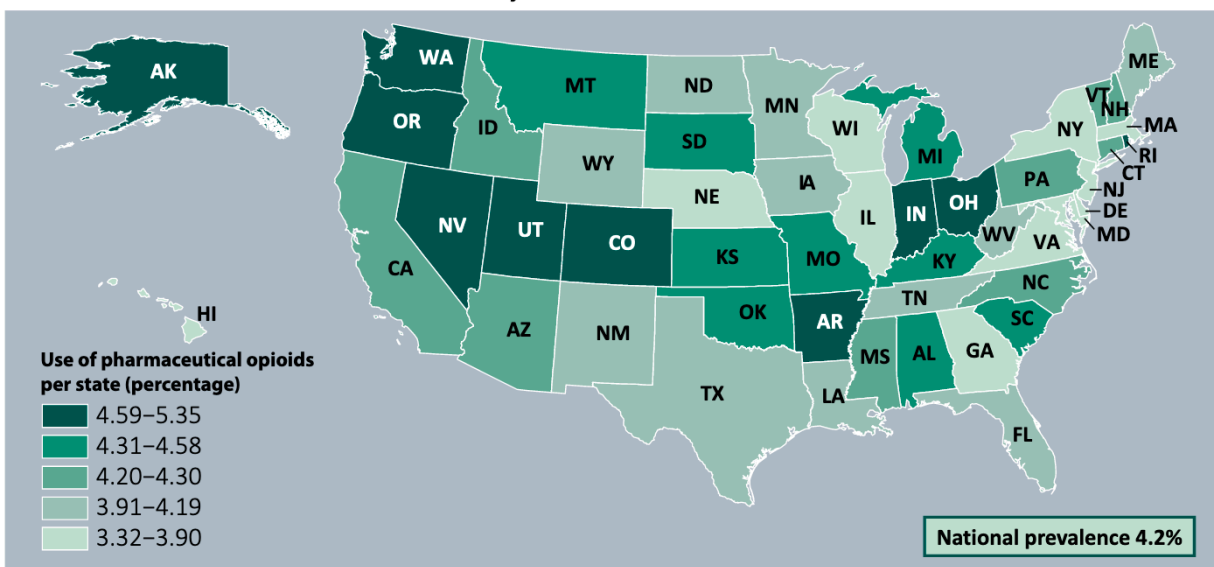 WA
AK
MT
ND
ME
OR
ID
MN
VT
NH
SD
WI
NY
MA
WY
MI
RI
CT
IA
PA
NE
NJ
NV
UT
IL
IN
OH
DE
CO
WV
MD
VA
KS
MO
KY
CA
NC
TN
HI
AZ
NM
OK
AR
SC
MS
AL
GA
TX
LA
FL
Use of pharmaceutical opioids
per state (percentage)
4.59–5.35
4.31–4.58
4.20–4.30
3.91–4.19
3.32–3.90
National prevalence 4.2%